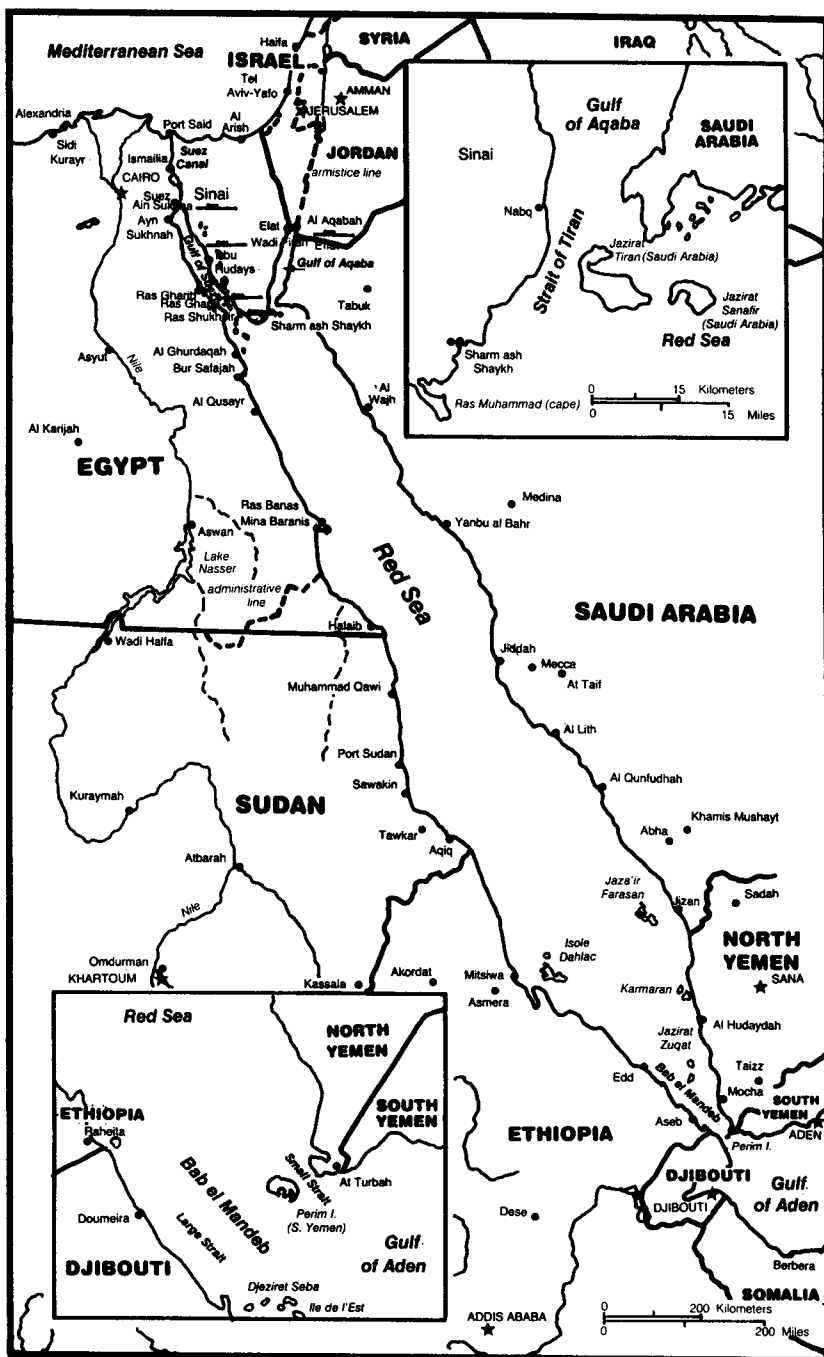 Mediterranean Sea
Haifa
ISRAEL
SYRIA
IRAQ
Tel
Aviv-Yafo
AMMAN
JERUSALEM
Alexandria
Port Said
Al
Arish
JORDAN
armistice line
Sidi
Kurayr
Ismailia
Suez
Canal
CAIRO
Suez
Sinai
Ain Sukhna
Ayn
Sukhnah
Elat
Al Aqabah
Gulf of Aqaba
Ras Gharib
Ras Shukheir
Sharm ash Shaykh
Tabuk
Asyut
Nile
Al Ghurdaqah
Bur Safajah
Al Qusayr
Al
Wajh
Al Karijah
EGYPT
Medina
Ras Banas
Mina Baranis
Yanbu al Bahr
Aswan
Lake
Nasser
administrative
line
Red Sea
SAUDI ARABIA
Wadi Halfa
Halaib
Jiddah
Mecca
At Taif
Muhammad Qawi
Al Lith
Port Sudan
Sawakin
Al Qunfudhah
Kuraymah
SUDAN
Tawkar
Aqiq
Khamis Mushayt
Abha
Atbarah
Jaza'ir
Farasan
Jizan
Sadah
Nile
Omdurman
KHARTOUM
Isole
Dahlac
NORTH
YEMEN
SANA
Kassala
Akordat
Mitsiwa
Asmera
Karmaran
Al Hudaydah
Jazirat
Zuqat
Taizz
Edd
Bab el Mandeb
Mocha
SOUTH
YEMEN
Aseb
ADEN
Perim I.
ETHIOPIA
DJIBOUTI
DJIBOUTI
Gulf
of Aden
Dese
Berbera
SOMALIA
ADDIS ABABA
0 200 Kilometers
0 200 Miles
Gulf
of Aqaba
SAUDI
ARABIA
Sinai
Nabq
Strait of Tiran
Jazirat
Tiran (Saudi Arabia)
Jazirat
Sanafir
(Saudi Arabia)
Red Sea
Sharm ash
Shaykh
Ras Muhammad (cape)
0 15 Kilometers
0 15 Miles
Red Sea
NORTH
YEMEN
SOUTH
YEMEN
ETHIOPIA
Raheita
Bab el Mandeb
Small Strait
At Turbah
Perim I.
(S. Yemen)
Doumeira
Large Strait
Gulf
of Aden
DJIBOUTI
Djeziret Seba
Ile de l'Est